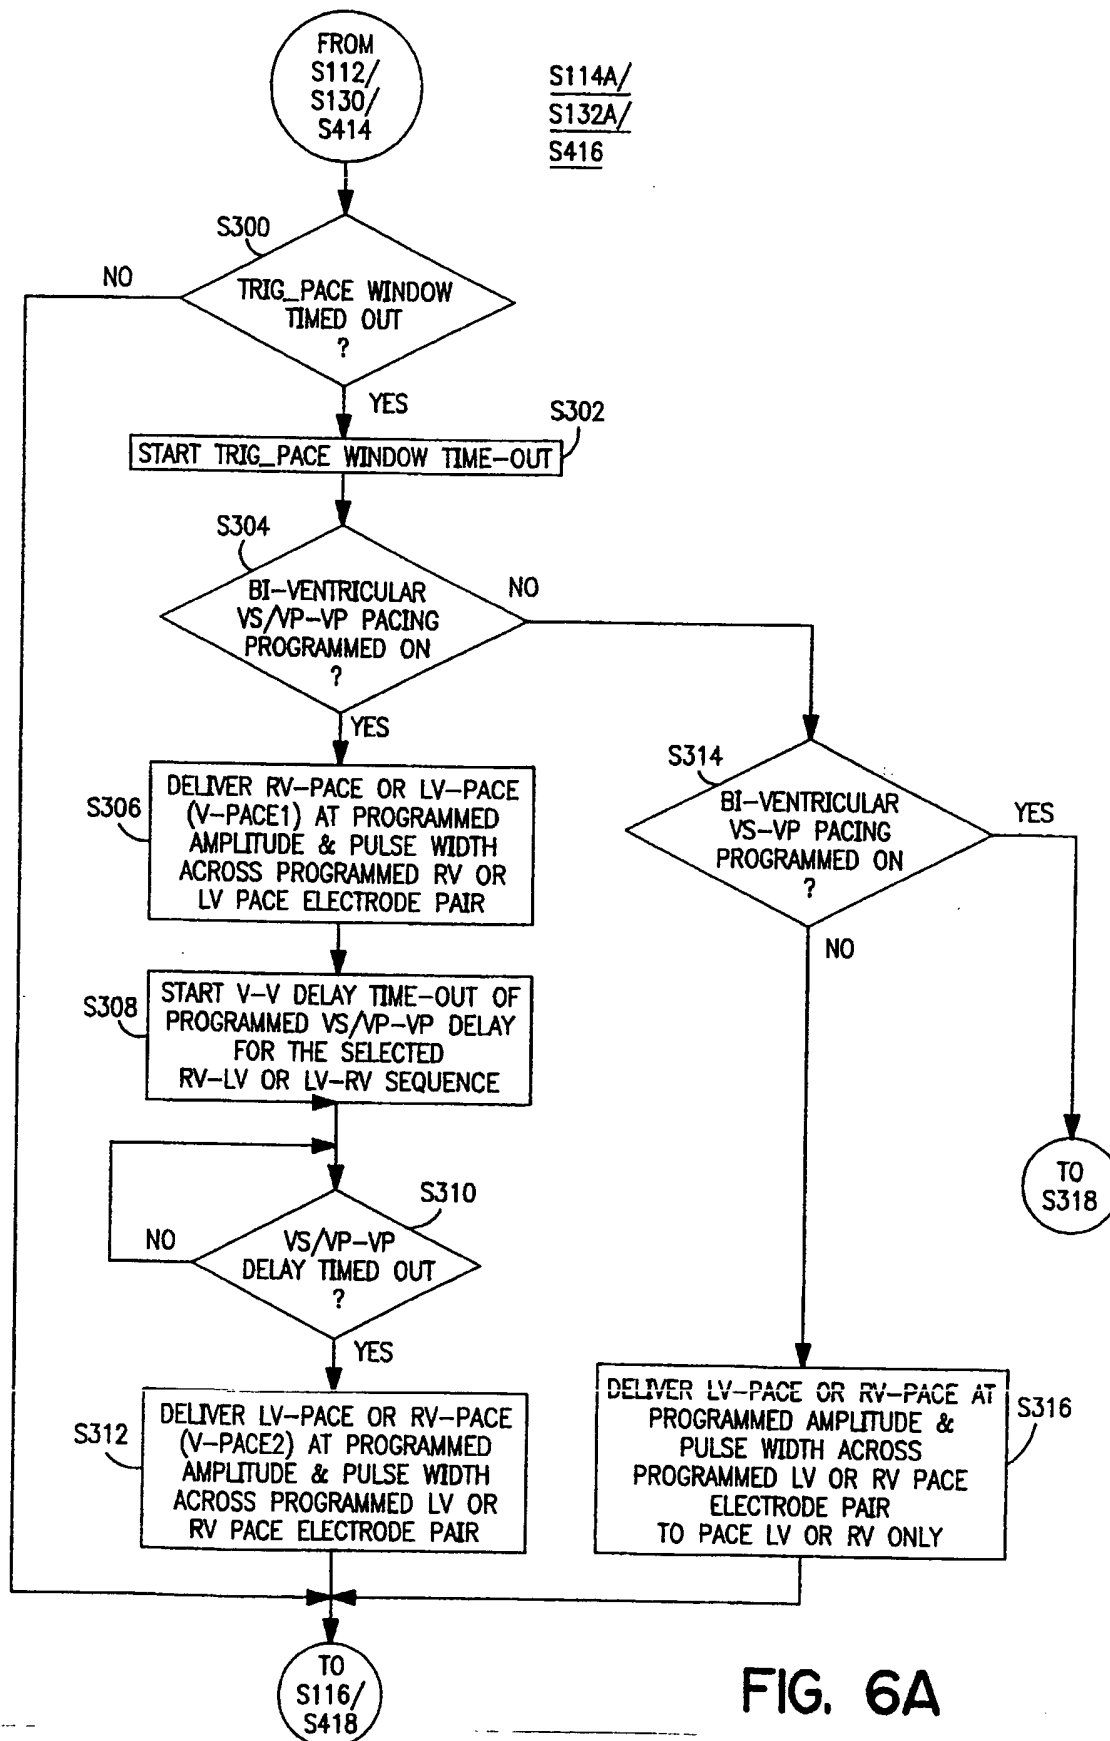 FROM
S112/
S130/
S414
S114A/
S132A/
S416
S300
NO
TRIG_PACE WINDOW
TIMED OUT
?
YES
S302
START TRIG_PACE WINDOW TIME-OUT
S304
BI-VENTRICULAR
VS/VP-VP PACING
PROGRAMMED ON
?
NO
YES
S306
DELIVER RV-PACE OR LV-PACE
(V-PACE1) AT PROGRAMMED
AMPLITUDE & PULSE WIDTH
ACROSS PROGRAMMED RV OR
LV PACE ELECTRODE PAIR
S314
BI-VENTRICULAR
VS-VP PACING
PROGRAMMED ON
?
YES
NO
S308
START V-V DELAY TIME-OUT OF
PROGRAMMED VS/VP-VP DELAY
FOR THE SELECTED
RV-LV OR LV-RV SEQUENCE
TO
S318
S310
NO
VS/VP-VP
DELAY TIMED OUT
?
YES
S312
DELIVER LV-PACE OR RV-PACE
(V-PACE2) AT PROGRAMMED
AMPLITUDE & PULSE WIDTH
ACROSS PROGRAMMED LV OR
RV PACE ELECTRODE PAIR
DELIVER LV-PACE OR RV-PACE AT
PROGRAMMED AMPLITUDE &
PULSE WIDTH ACROSS
PROGRAMMED LV OR RV PACE
ELECTRODE PAIR
TO PACE LV OR RV ONLY
S316
TO
S116/
S418
FIG. 6A